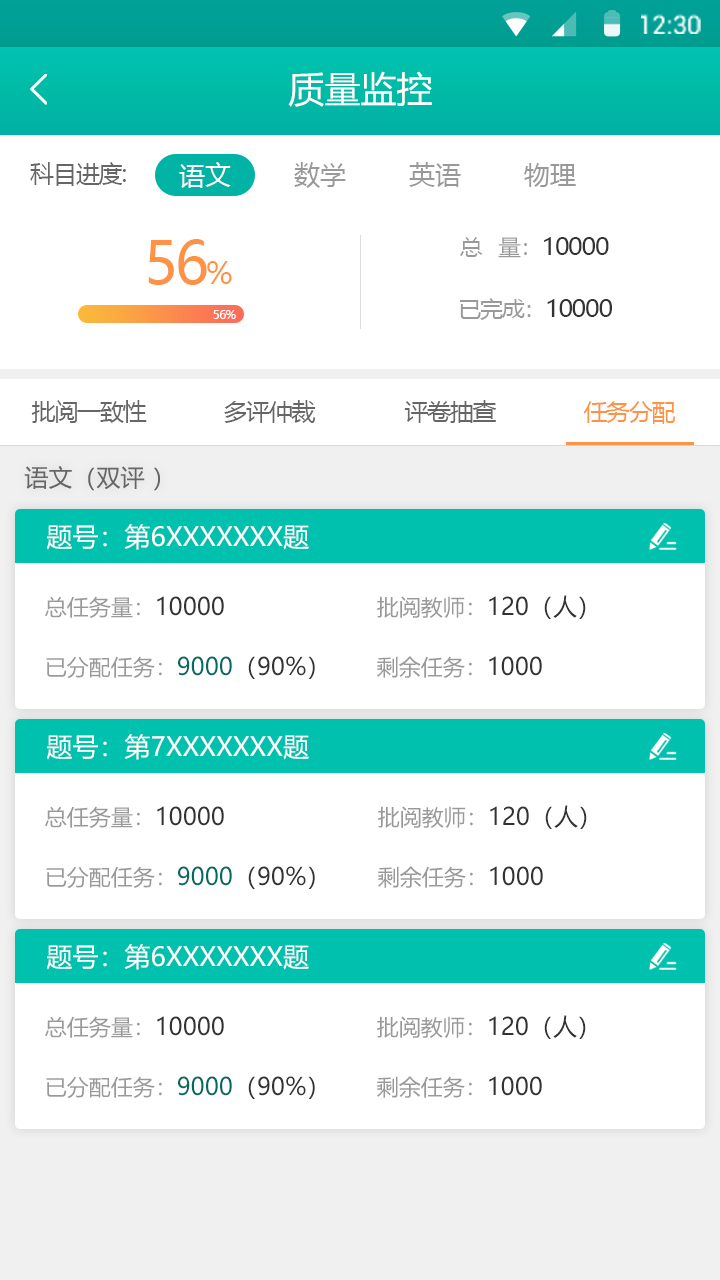 12:30
质量监控
科目进度: 语文 数学 英语 物理
56%
56%
总 量: 10000
已完成: 10000
批阅一致性 多评仲裁 评卷抽查 任务分配
语文（双评 ）
题号：第6XXXXXXX题
总任务量：10000 批阅教师：120（人）
已分配任务：9000（90%） 剩余任务：1000
题号：第7XXXXXXX题
总任务量：10000 批阅教师：120（人）
已分配任务：9000（90%） 剩余任务：1000
题号：第6XXXXXXX题
总任务量：10000 批阅教师：120（人）
已分配任务：9000（90%） 剩余任务：1000